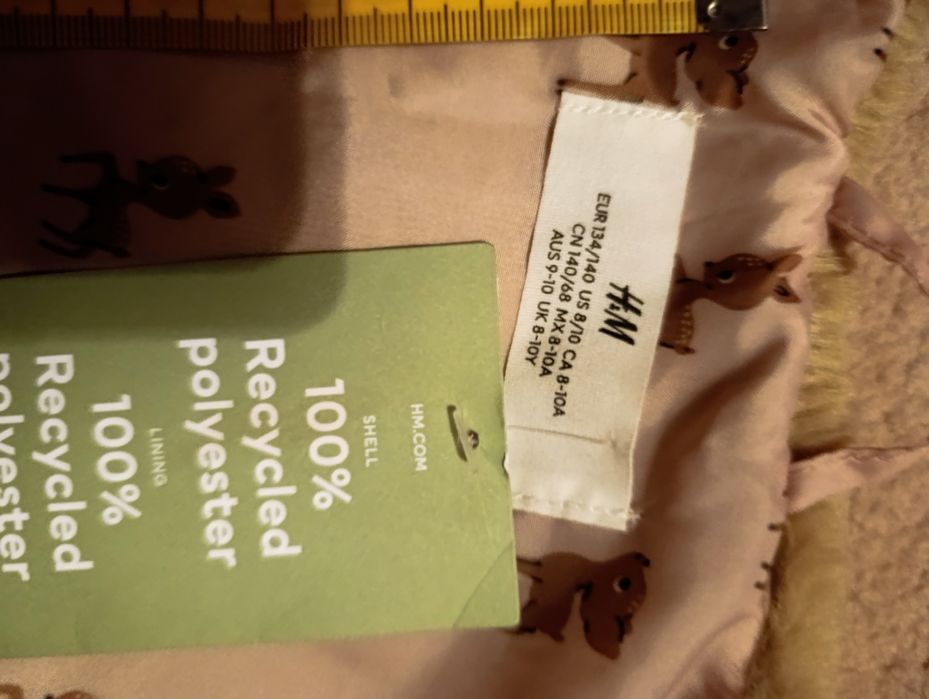 H&M
EUR 134/140 US 8/10 CA 8-10A
CN 140/68 MX 8-10A
AUS 9-10 UK 8-10Y
HM.COM
SHELL
100%
Recycled
polyester
LINING
100%
Recycled
polyester